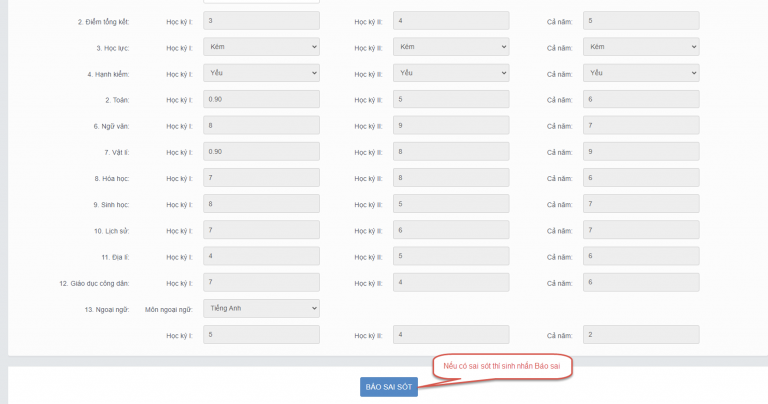 2. Điểm tổng kết: Học kỳ I: 3 Học kỳ II: 4 Cả năm: 5
3. Học lực: Học kỳ I: Kém Học kỳ II: Kém Cả năm: Kém
4. Hạnh kiểm: Học kỳ I: Yếu Học kỳ II: Yếu Cả năm: Yếu
2. Toán: Học kỳ I: 0.90 Học kỳ II: 5 Cả năm: 6
6. Ngữ văn: Học kỳ I: 8 Học kỳ II: 9 Cả năm: 7
7. Vật lí: Học kỳ I: 0.90 Học kỳ II: 8 Cả năm: 9
8. Hóa học: Học kỳ I: 7 Học kỳ II: 8 Cả năm: 6
9. Sinh học: Học kỳ I: 8 Học kỳ II: 5 Cả năm: 7
10. Lịch sử: Học kỳ I: 7 Học kỳ II: 6 Cả năm: 7
11. Địa lí: Học kỳ I: 4 Học kỳ II: 5 Cả năm: 6
12. Giáo dục công dân: Học kỳ I: 7 Học kỳ II: 4 Cả năm: 6
13. Ngoại ngữ: Môn ngoại ngữ: Tiếng Anh
Học kỳ I: 5 Học kỳ II: 4 Cả năm: 2
Nếu có sai sót thí sinh nhấn Báo sai
BÁO SAI SÓT